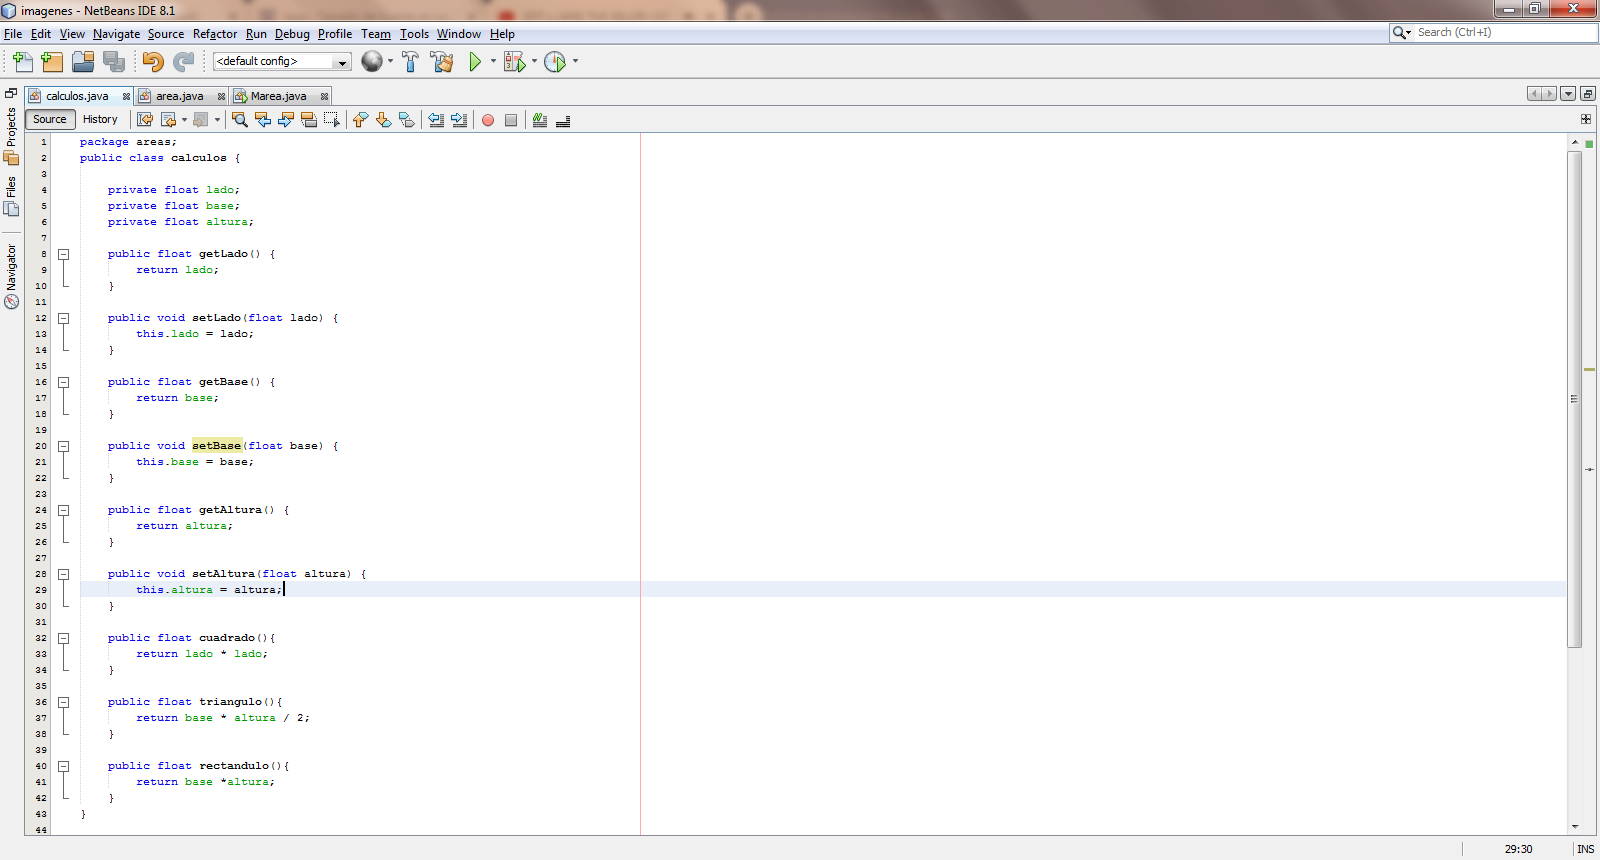 imagenes - NetBeans IDE 8.1
File Edit View Navigate Source Refactor Run Debug Profile Team Tools Window Help
Search (Ctrl+I)
<default config>
calculos.java area.java Marea.java
Source History
Projects
Files
Navigator
1 package areas;
2 public class calculos {
3
4 private float lado;
5 private float base;
6 private float altura;
7
8 public float getLado() {
9 return lado;
10 }
11
12 public void setLado(float lado) {
13 this.lado = lado;
14 }
15
16 public float getBase() {
17 return base;
18 }
19
20 public void setBase(float base) {
21 this.base = base;
22 }
23
24 public float getAltura() {
25 return altura;
26 }
27
28 public void setAltura(float altura) {
29 this.altura = altura;
30 }
31
32 public float cuadrado(){
33 return lado * lado;
34 }
35
36 public float triangulo(){
37 return base * altura / 2;
38 }
39
40 public float rectandulo(){
41 return base *altura;
42 }
43 }
44
29:30 INS